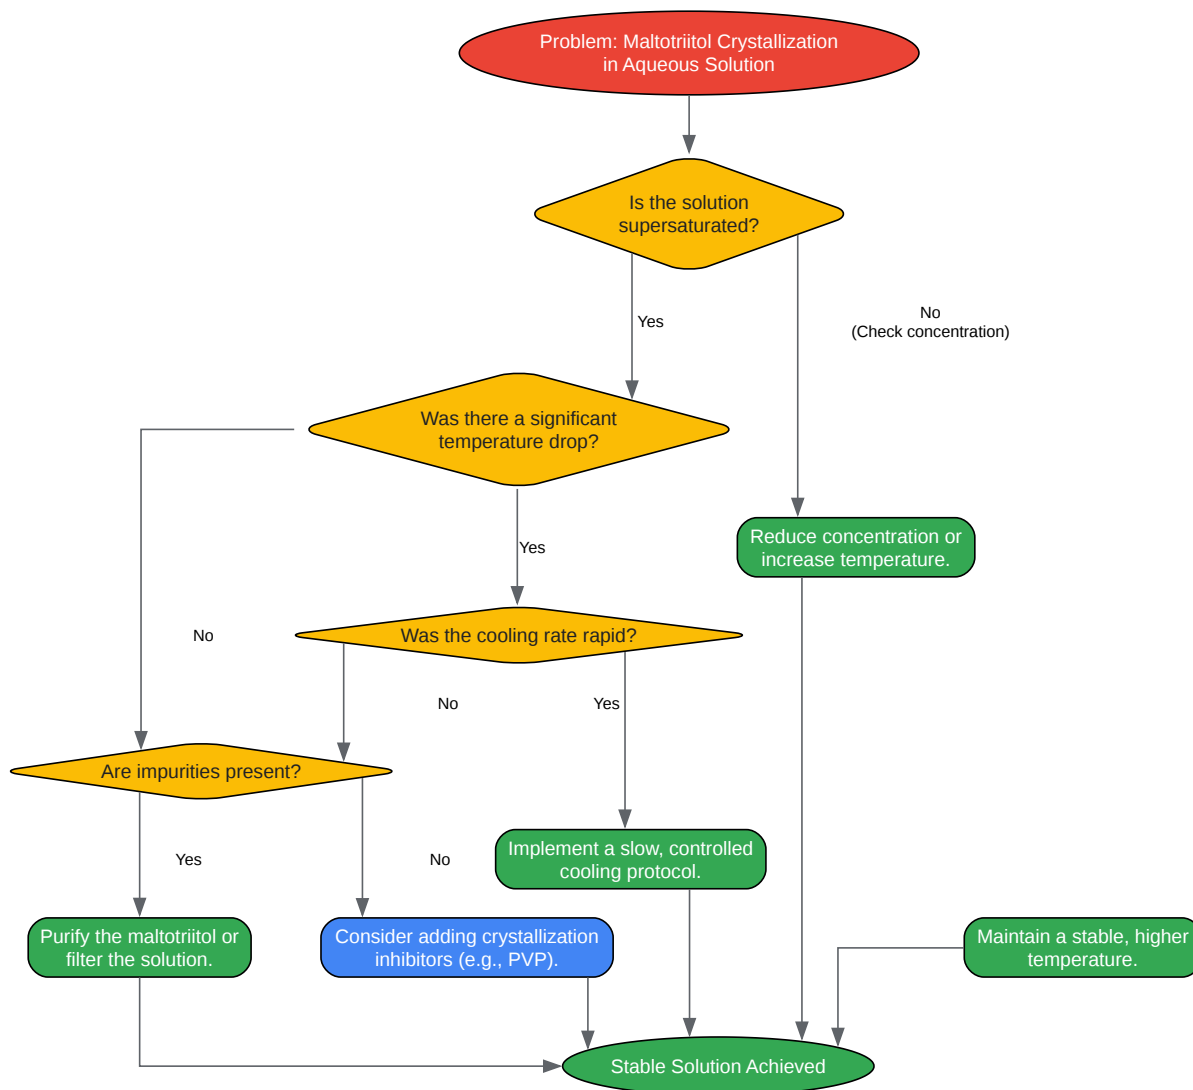 Problem: Maltotriitol Crystallization
in Aqueous Solution
Is the solution
supersaturated?
Yes
No
(Check concentration)
Was there a significant
temperature drop?
Reduce concentration or
increase temperature.
Yes
No
Was the cooling rate rapid?
No
Yes
Are impurities present?
Yes
No
Implement a slow, controlled
cooling protocol.
Purify the maltotriitol or
filter the solution.
Consider adding crystallization
inhibitors (e.g., PVP).
Maintain a stable, higher
temperature.
Stable Solution Achieved